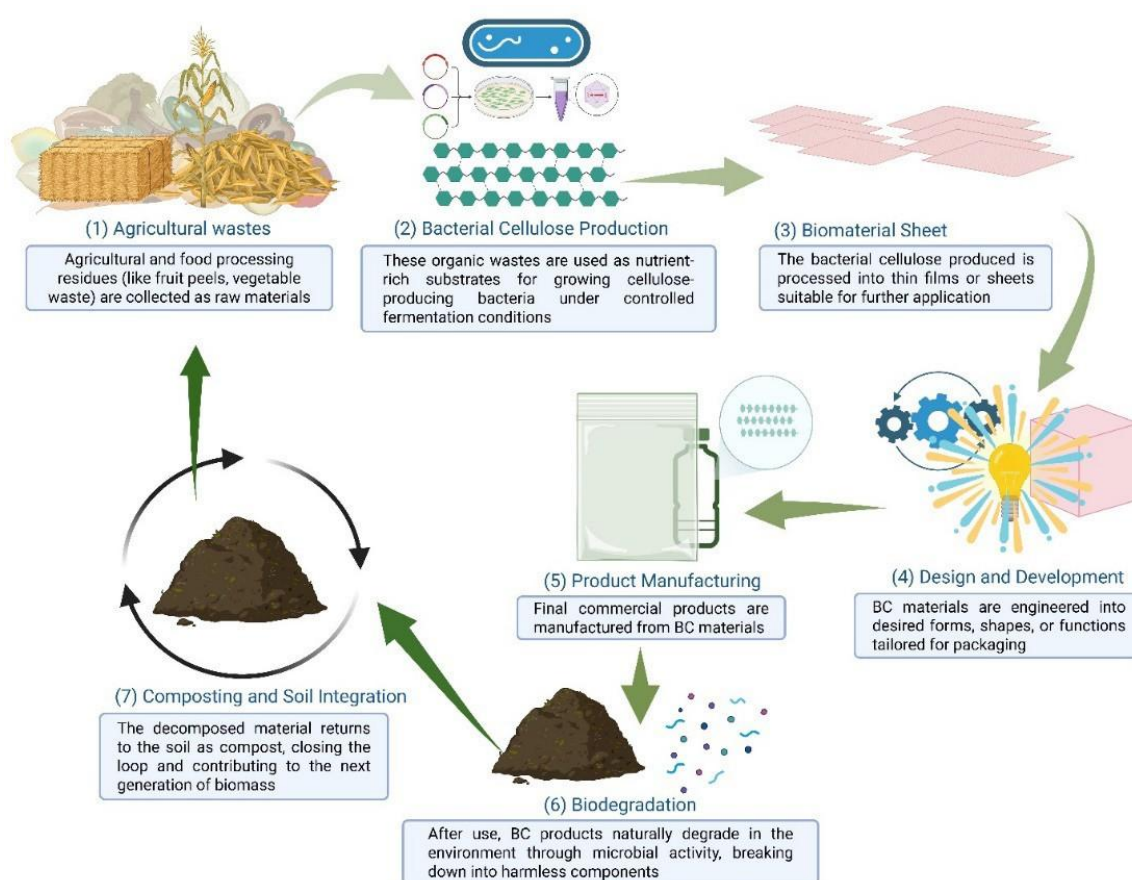 (1) Agricultural wastes
Agricultural and food processing
residues (like fruit peels, vegetable
waste) are collected as raw materials
(2) Bacterial Cellulose Production
These organic wastes are used as nutrient-
rich substrates for growing cellulose-
producing bacteria under controlled
fermentation conditions
(3) Biomaterial Sheet
The bacterial cellulose produced is
processed into thin films or sheets
suitable for further application
(4) Design and Development
BC materials are engineered into
desired forms, shapes, or functions
tailored for packaging
(5) Product Manufacturing
Final commercial products are
manufactured from BC materials
(6) Biodegradation
After use, BC products naturally degrade in the
environment through microbial activity, breaking
down into harmless components
(7) Composting and Soil Integration
The decomposed material returns
to the soil as compost, closing the
loop and contributing to the next
generation of biomass